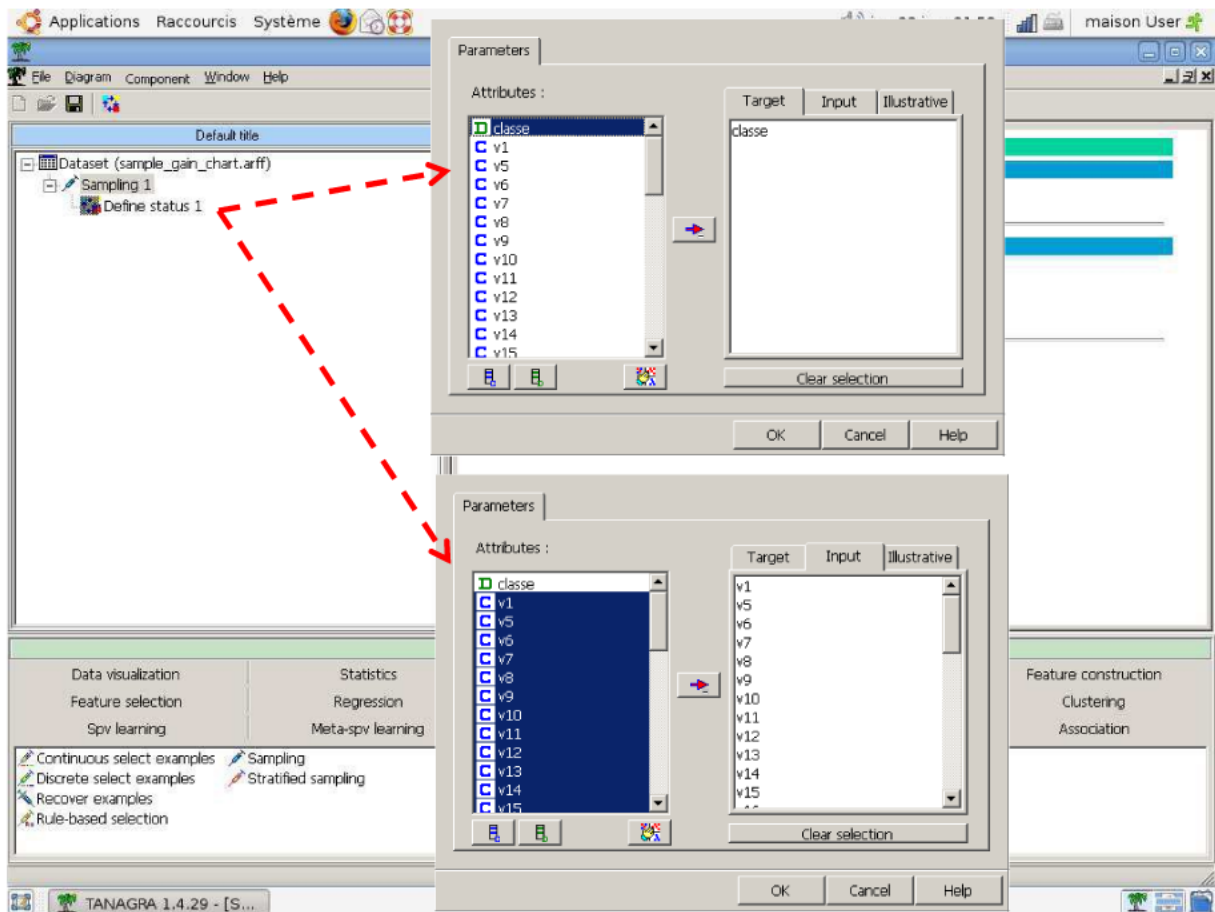 Applications Raccourcis Système
maison User
File Diagram Component Window Help
Default title
Dataset (sample_gain_chart.arff)
Sampling 1
Define status 1
Parameters
Attributes :
Target Input Illustrative
D classe
C v1
C v5
C v6
C v7
C v8
C v9
C v10
C v11
C v12
C v13
C v14
C v15
classe
Clear selection
OK Cancel Help
Parameters
Attributes :
Target Input Illustrative
D classe
C v1
C v5
C v6
C v7
C v8
C v9
C v10
C v11
C v12
C v13
C v14
C v15
v1
v5
v6
v7
v8
v9
v10
v11
v12
v13
v14
v15
Clear selection
OK Cancel Help
Data visualization Statistics Feature construction
Feature selection Regression Clustering
Spv learning Meta-spv learning Association
Continuous select examples Sampling
Discrete select examples Stratified sampling
Recover examples
Rule-based selection
TANAGRA 1.4.29 - [S...